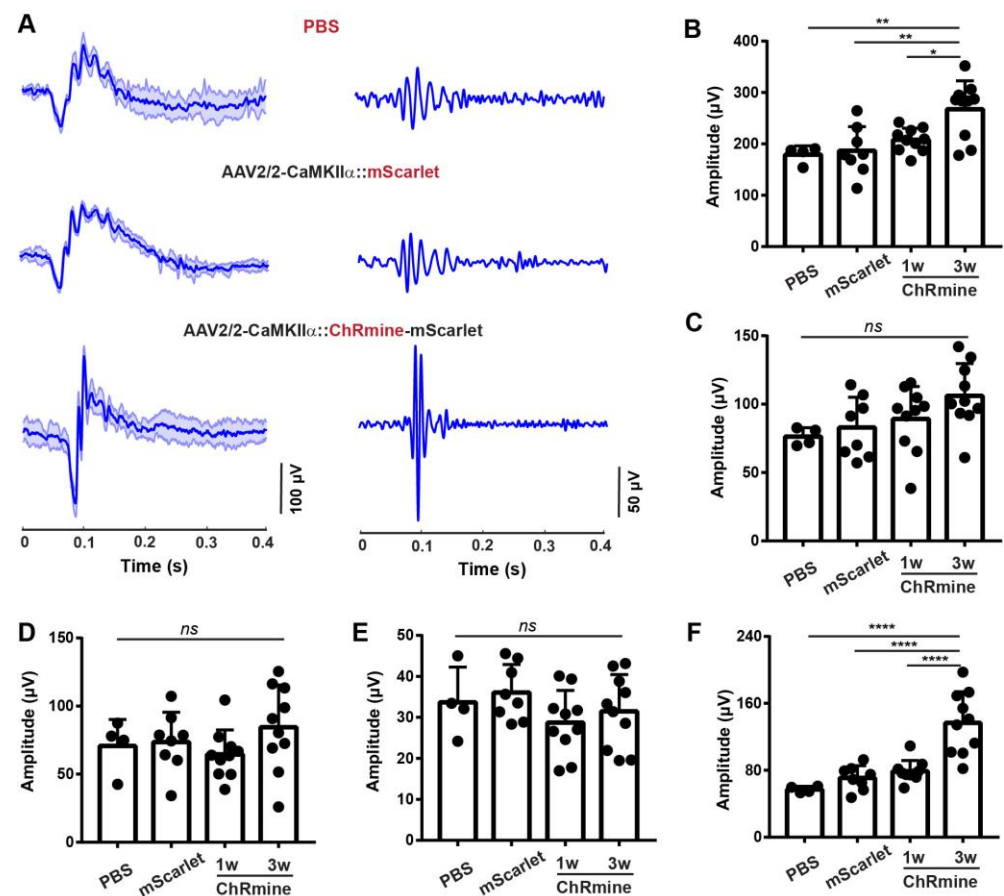 A
PBS
AAV2/2-CaMKIIα::mScarlet
AAV2/2-CaMKIIα::ChRmine-mScarlet
100 µV
50 µV
0 0.1 0.2 0.3 0.4
0 0.1 0.2 0.3 0.4
Time (s)
Time (s)
B
**
**
*
400
300
200
100
0
Amplitude (µV)
PBS
mScarlet
1w 3w
ChRmine
C
ns
150
100
50
0
Amplitude (µV)
PBS
mScarlet
1w 3w
ChRmine
D
ns
150
100
50
0
Amplitude (µV)
PBS
mScarlet
1w 3w
ChRmine
E
ns
50
40
30
20
10
0
Amplitude (µV)
PBS
mScarlet
1w 3w
ChRmine
F
****
****
****
240
160
80
0
Amplitude (µV)
PBS
mScarlet
1w 3w
ChRmine